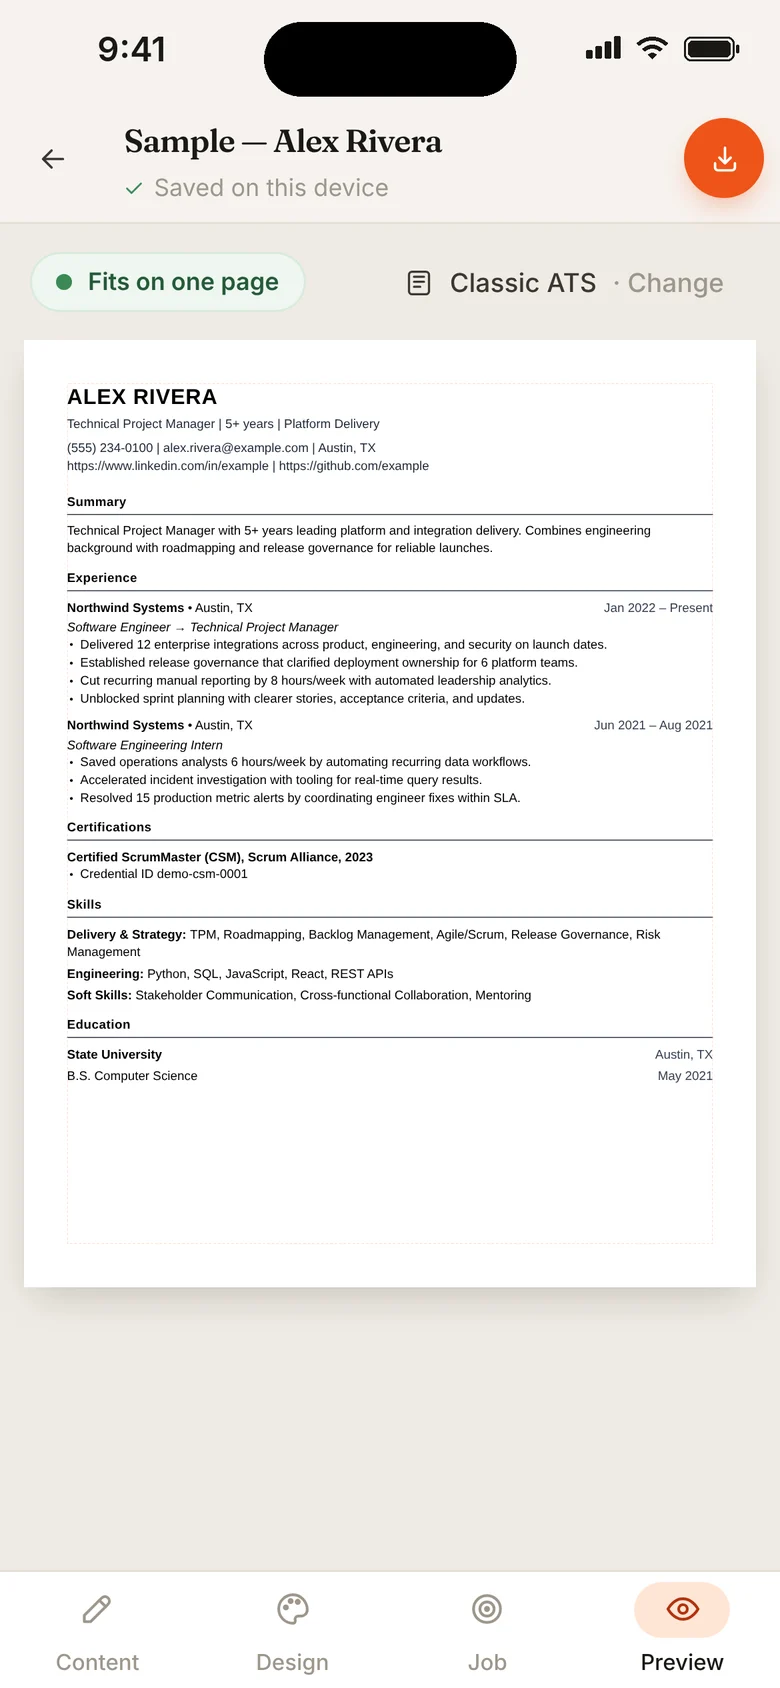 9:41
Sample — Alex Rivera
Saved on this device
Fits on one page
Classic ATS · Change
ALEX RIVERA
Technical Project Manager | 5+ years | Platform Delivery
(555) 234-0100 | alex.rivera@example.com | Austin, TX
https://www.linkedin.com/in/example | https://github.com/example
Summary
Technical Project Manager with 5+ years leading platform and integration delivery. Combines engineering
background with roadmapping and release governance for reliable launches.
Experience
Northwind Systems • Austin, TX Jan 2022 – Present
Software Engineer → Technical Project Manager
• Delivered 12 enterprise integrations across product, engineering, and security on launch dates.
• Established release governance that clarified deployment ownership for 6 platform teams.
• Cut recurring manual reporting by 8 hours/week with automated leadership analytics.
• Unblocked sprint planning with clearer stories, acceptance criteria, and updates.
Northwind Systems • Austin, TX Jun 2021 – Aug 2021
Software Engineering Intern
• Saved operations analysts 6 hours/week by automating recurring data workflows.
• Accelerated incident investigation with tooling for real-time query results.
• Resolved 15 production metric alerts by coordinating engineer fixes within SLA.
Certifications
Certified ScrumMaster (CSM), Scrum Alliance, 2023
• Credential ID demo-csm-0001
Skills
Delivery & Strategy: TPM, Roadmapping, Backlog Management, Agile/Scrum, Release Governance, Risk
Management
Engineering: Python, SQL, JavaScript, React, REST APIs
Soft Skills: Stakeholder Communication, Cross-functional Collaboration, Mentoring
Education
State University Austin, TX
B.S. Computer Science May 2021
Content Design Job Preview